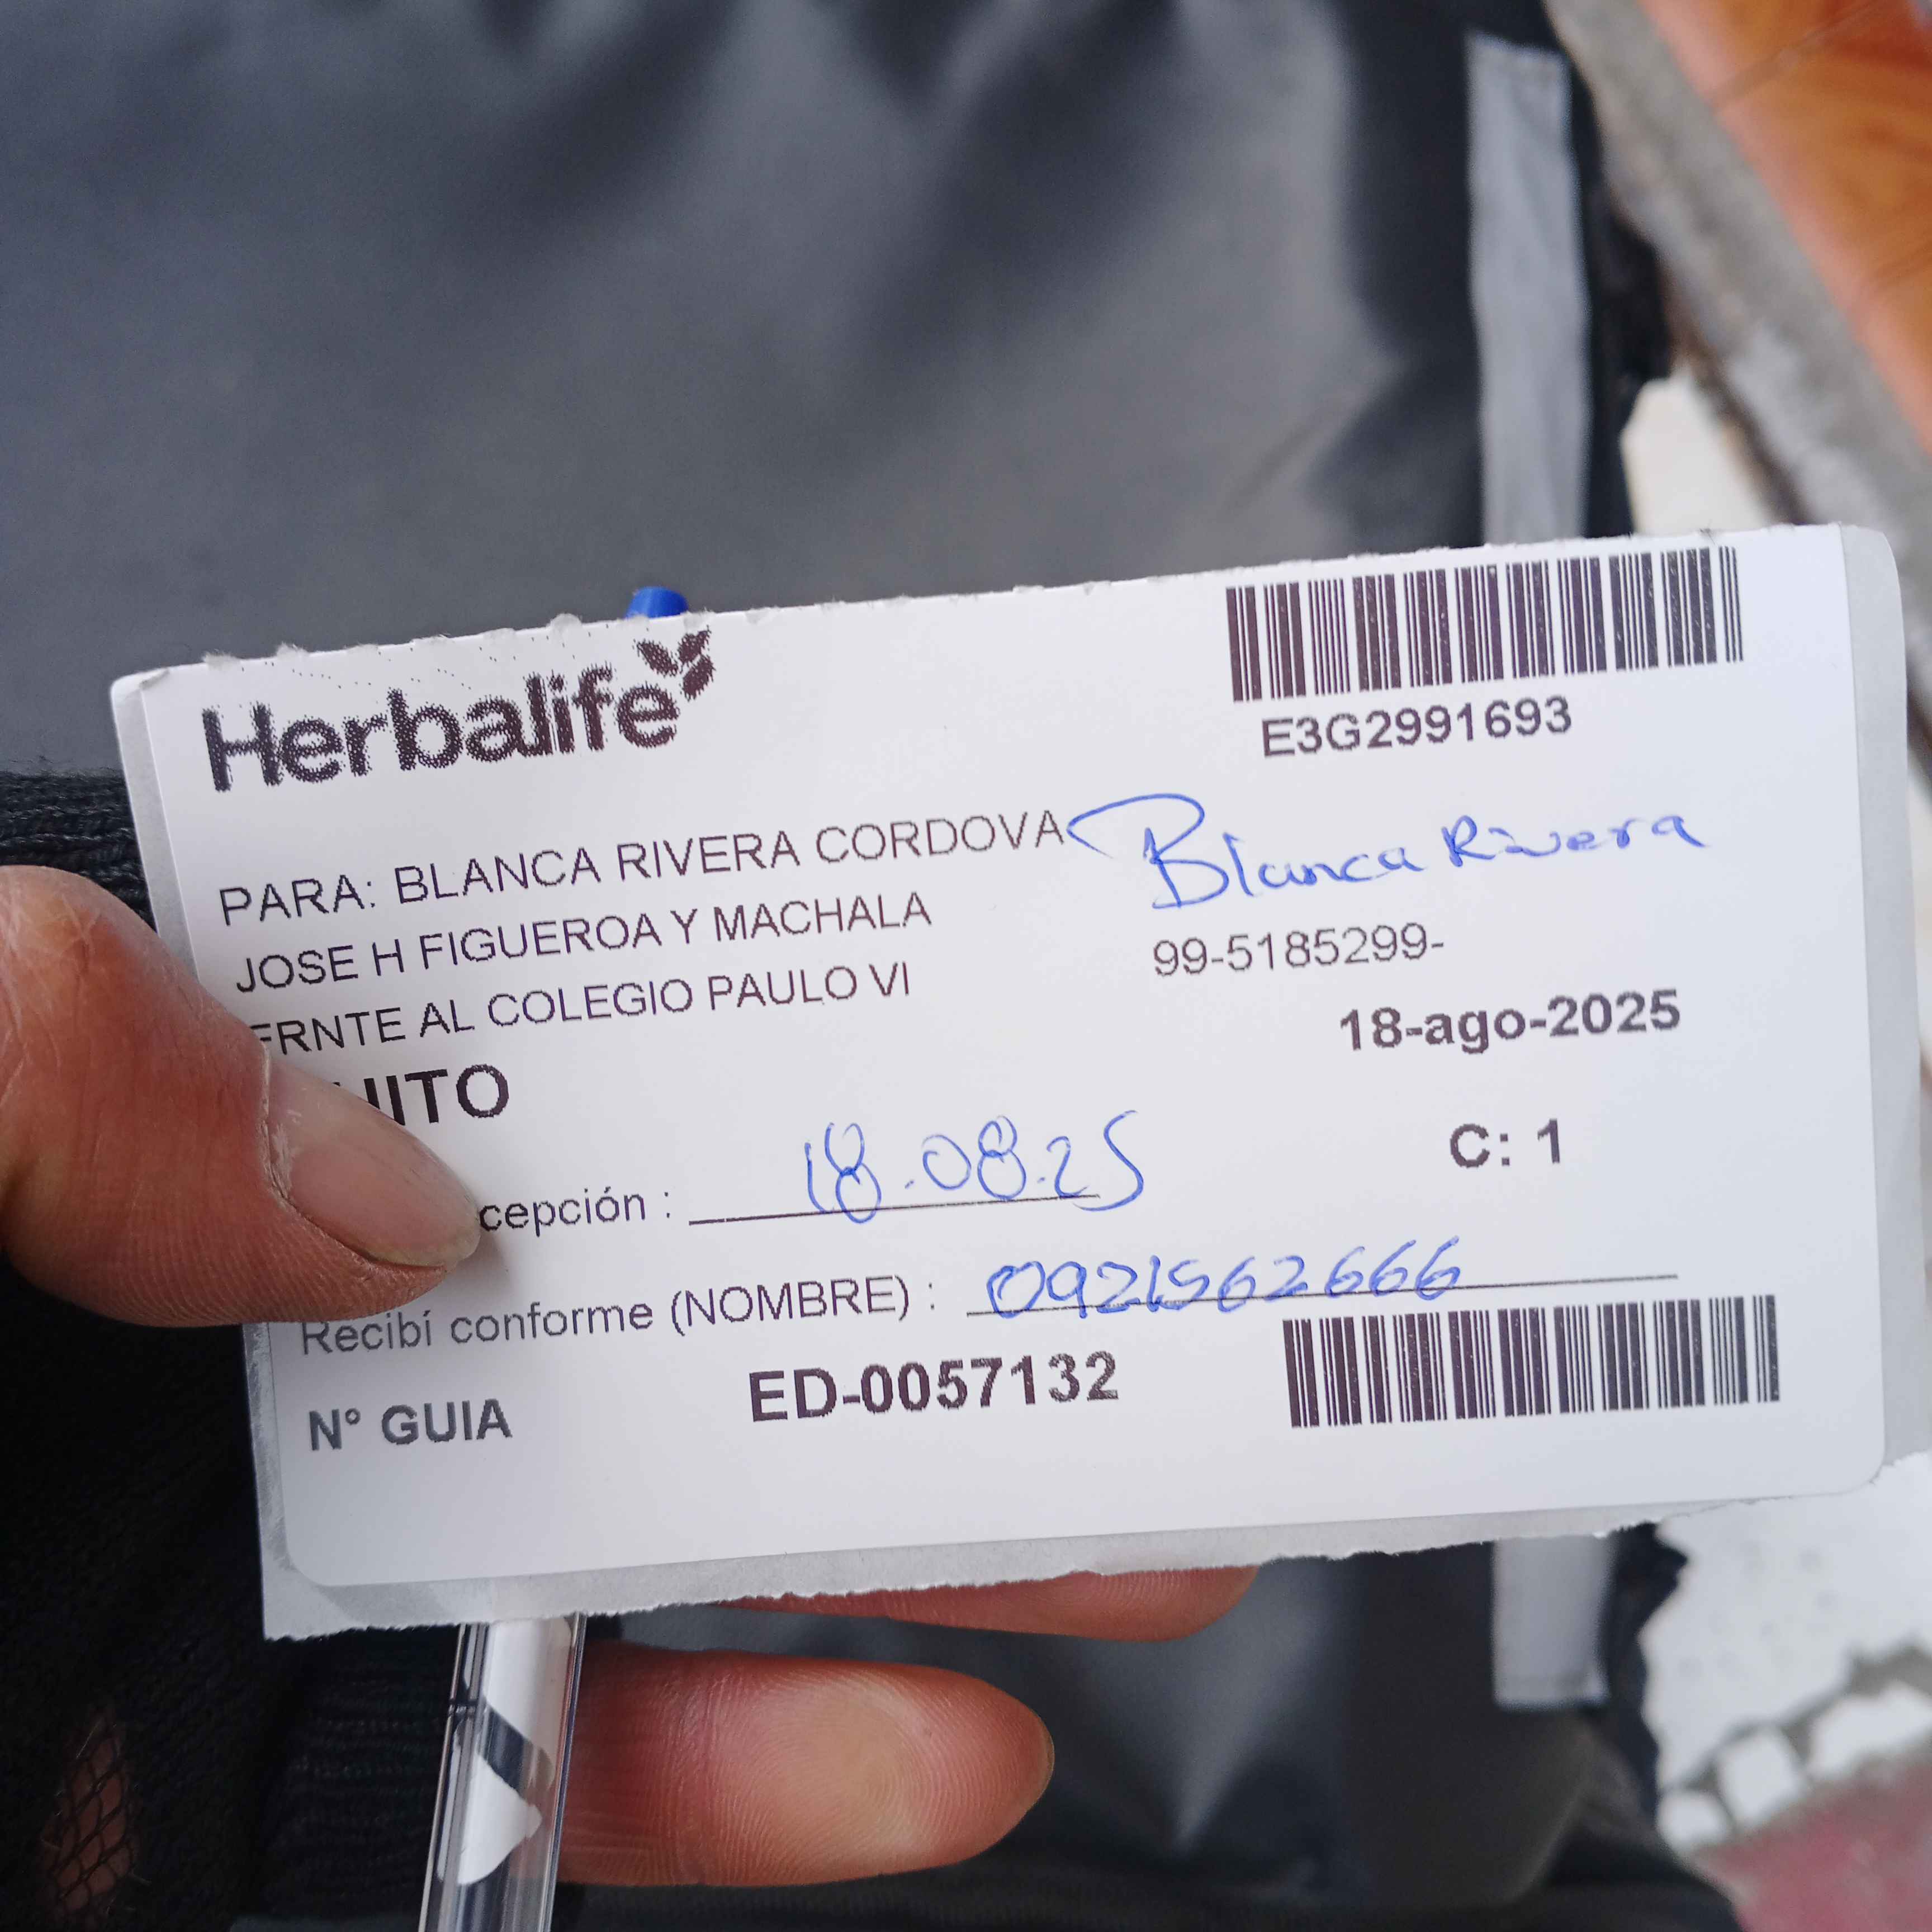 Herbalife
E3G2991693
PARA: BLANCA RIVERA CORDOVA Blanca Rivera
JOSE H FIGUEROA Y MACHALA
99-5185299-
FRNTE AL COLEGIO PAULO VI
18-ago-2025
UITO
C: 1
cepción : 18.08.25
Recibí conforme (NOMBRE) : 0921562666
N° GUIA ED-0057132